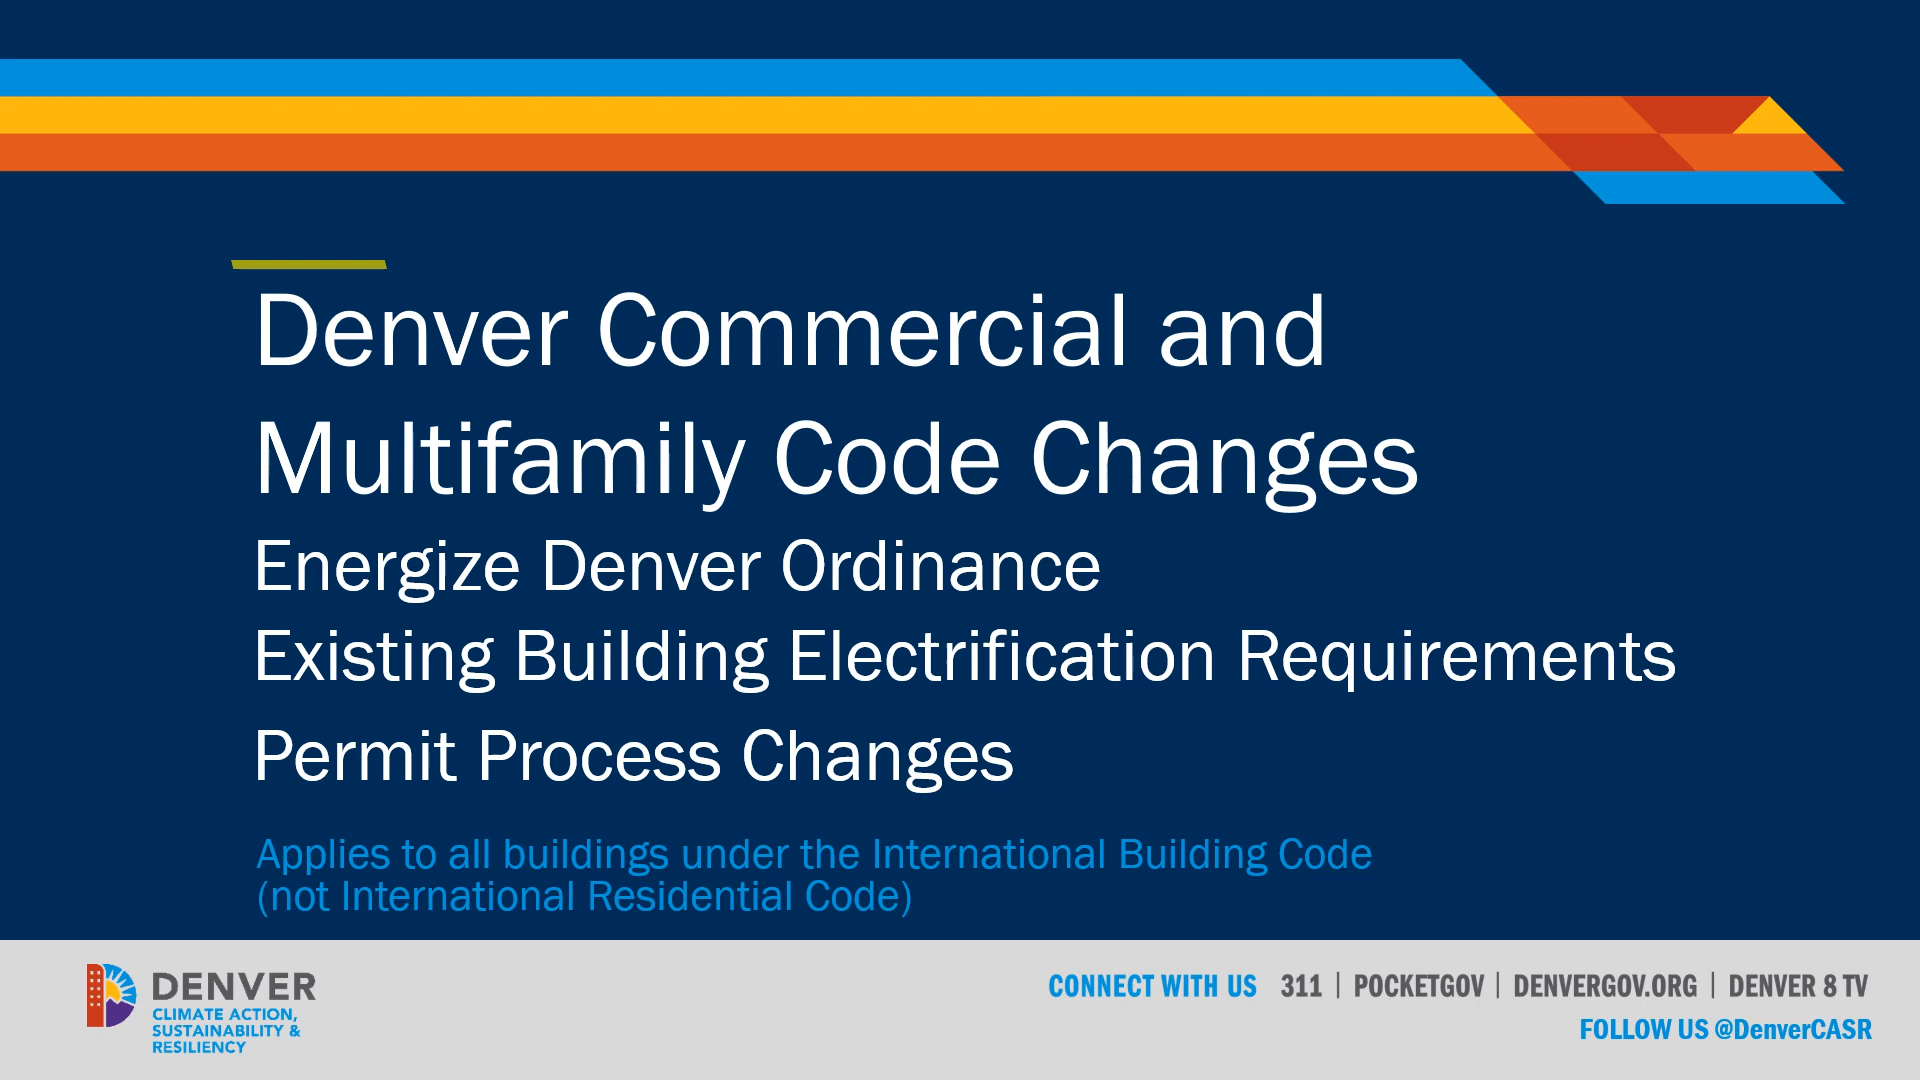 Denver Commercial and
Multifamily Code Changes
Energize Denver Ordinance
Existing Building Electrification Requirements
Permit Process Changes
Applies to all buildings under the International Building Code
(not International Residential Code)
DENVER
CLIMATE ACTION,
SUSTAINABILITY &
RESILIENCY
CONNECT WITH US 311 | POCKETGOV | DENVERGOV.ORG | DENVER 8 TV
FOLLOW US @DenverCASR